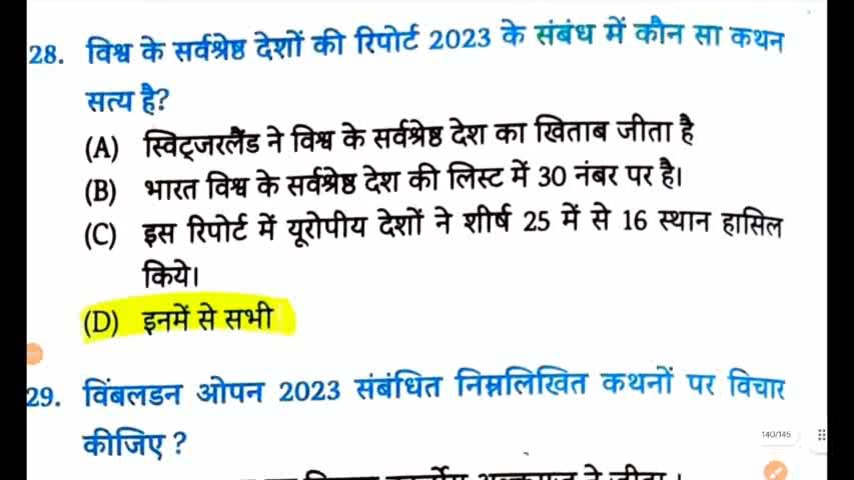 28. विश्व के सर्वश्रेष्ठ देशों की रिपोर्ट 2023 के संबंध में कौन सा कथन
सत्य है?
(A) स्विट्जरलैंड ने विश्व के सर्वश्रेष्ठ देश का खिताब जीता है
(B) भारत विश्व के सर्वश्रेष्ठ देश की लिस्ट में 30 नंबर पर है।
(C) इस रिपोर्ट में यूरोपीय देशों ने शीर्ष 25 में से 16 स्थान हासिल
किये।
(D) इनमें से सभी
29. विंबलडन ओपन 2023 संबंधित निम्नलिखित कथनों पर विचार
कीजिए ?
140/145